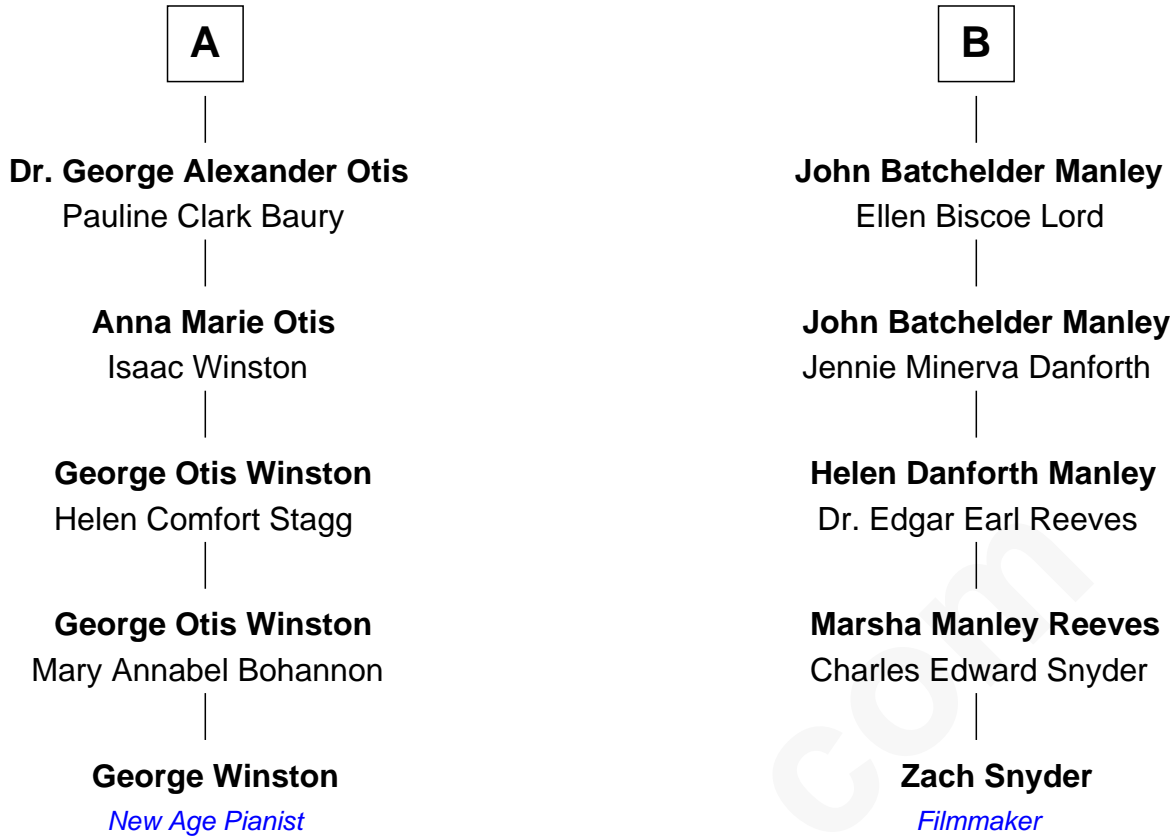 A
Dr. George Alexander Otis
Pauline Clark Baury
Anna Marie Otis
Isaac Winston
George Otis Winston
Helen Comfort Stagg
George Otis Winston
Mary Annabel Bohannon
George Winston
New Age Pianist
B
John Batchelder Manley
Ellen Biscoe Lord
John Batchelder Manley
Jennie Minerva Danforth
Helen Danforth Manley
Dr. Edgar Earl Reeves
Marsha Manley Reeves
Charles Edward Snyder
Zach Snyder
Filmmaker
com